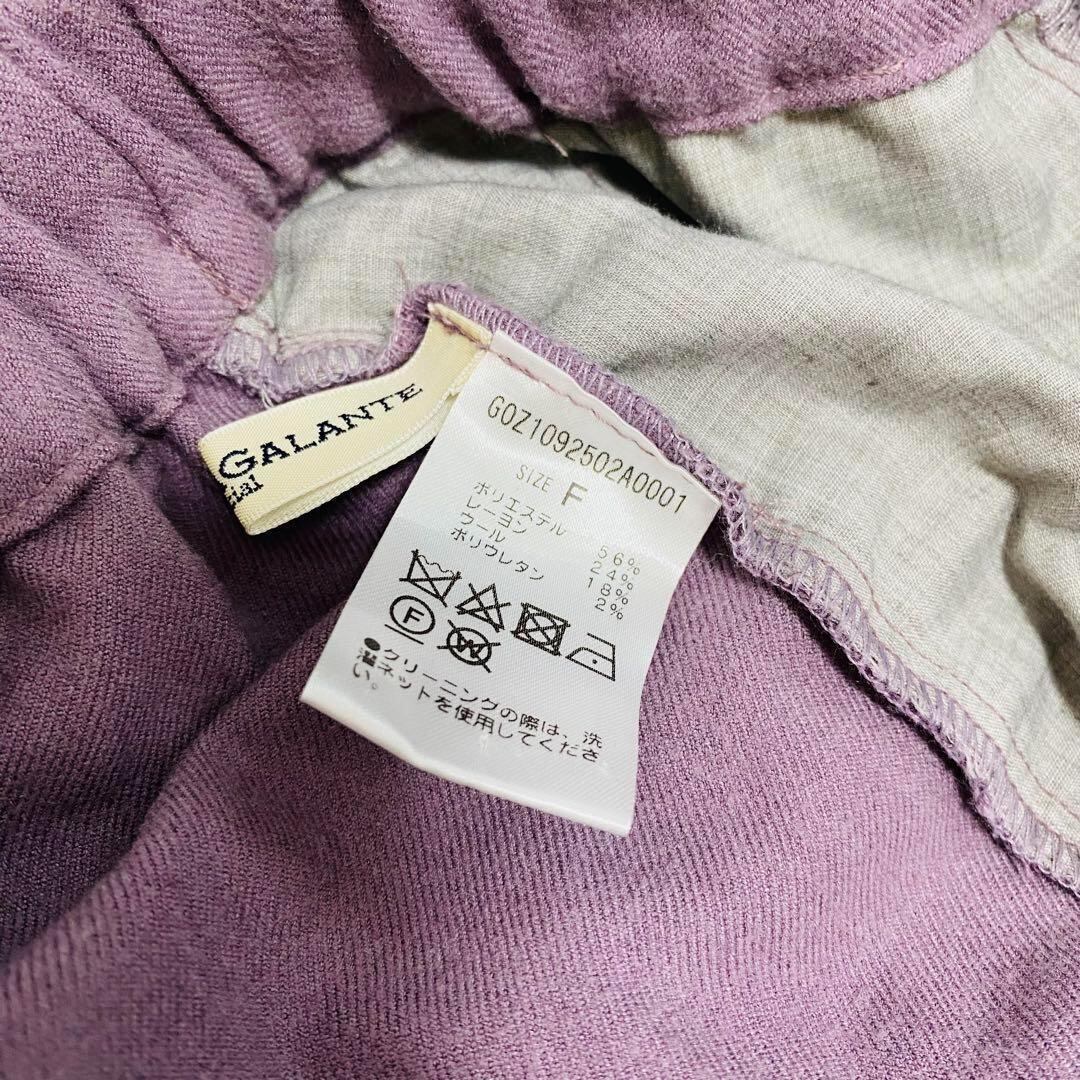 GALANTE
cial
G0Z1092502A0001
SIZE F
ポリエステル 56%
レーヨン 24%
ウール 18%
ポリウレタン 2%
F W
●クリーニングの際は、洗
濯ネットを使用してくださ
い。